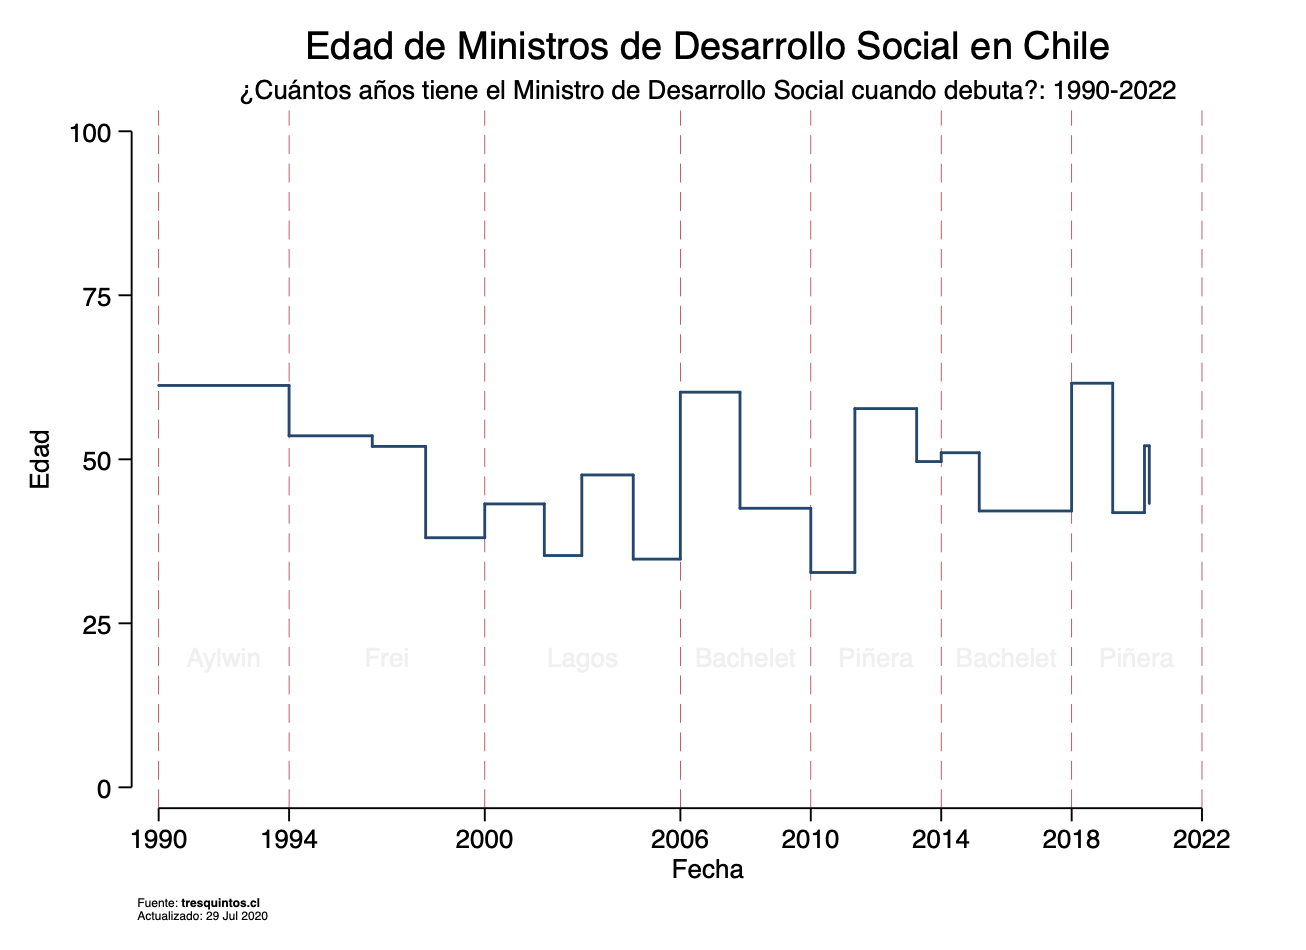 Edad de Ministros de Desarrollo Social en Chile
¿Cuántos años tiene el Ministro de Desarrollo Social cuando debuta?: 1990-2022
100
75
50
25
0
Edad
Aylwin Frei Lagos Bachelet Piñera Bachelet Piñera
1990 1994 2000 2006 2010 2014 2018 2022
Fecha
Fuente: tresquintos.cl
Actualizado: 29 Jul 2020